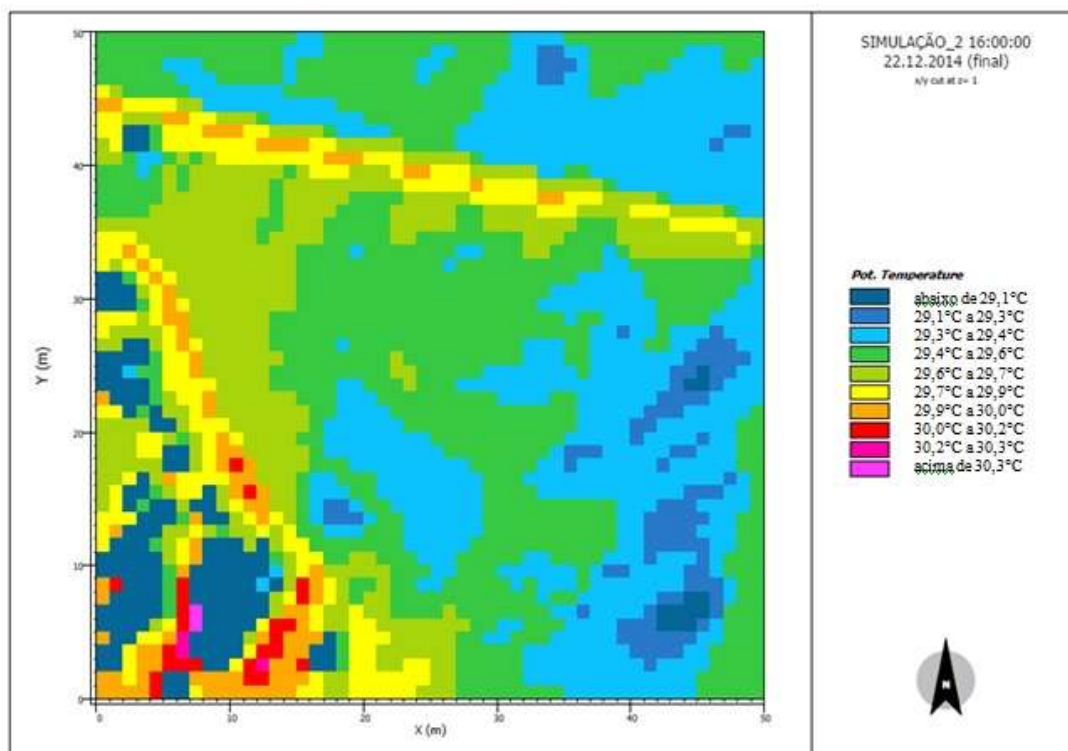 SIMULAÇÃO_2 16:00:00
22.12.2014 (final)
x/y cut at z= 1
50
40
30
20
10
0
Y (m)
0
10
20
30
40
50
X (m)
Pot. Temperature
abaixo de 29,1°C
29,1°C a 29,3°C
29,3°C a 29,4°C
29,4°C a 29,6°C
29,6°C a 29,7°C
29,7°C a 29,9°C
29,9°C a 30,0°C
30,0°C a 30,2°C
30,2°C a 30,3°C
acima de 30,3°C
N